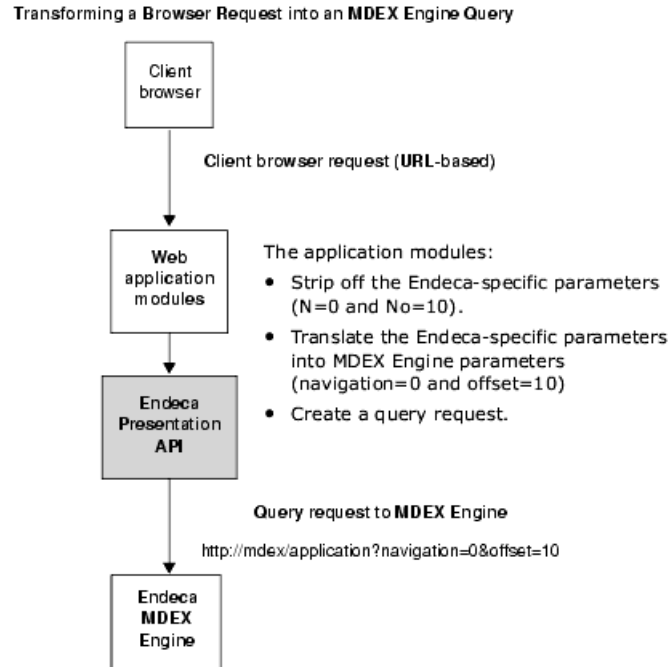 Transforming a Browser Request into an MDEX Engine Query
Client
browser
Client browser request (URL-based)
Web
application
modules
The application modules:
• Strip off the Endeca-specific parameters
(N=0 and No=10).
• Translate the Endeca-specific parameters
into MDEX Engine parameters
(navigation=0 and offset=10)
• Create a query request.
Endeca
Presentation
API
Query request to MDEX Engine
http://mdex/application?navigation=0&offset=10
Endeca
MDEX
Engine